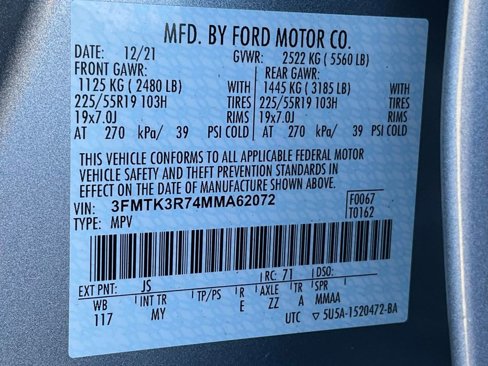 MFD. BY FORD MOTOR CO.
DATE: 12/21 GVWR: 2522 KG ( 5560 LB)
FRONT GAWR: REAR GAWR:
1125 KG ( 2480 LB) WITH 1445 KG ( 3185 LB) WITH
225/55R19 103H TIRES 225/55R19 103H TIRES
19x7.0J RIMS 19x7.0J RIMS
AT 270 kPa/ 39 PSI COLD AT 270 kPa/ 39 PSI COLD
THIS VEHICLE CONFORMS TO ALL APPLICABLE FEDERAL MOTOR
VEHICLE SAFETY AND THEFT PREVENTION STANDARDS IN
EFFECT ON THE DATE OF MANUFACTURE SHOWN ABOVE.
VIN: 3FMTK3R74MMA62072 F0067
TYPE: MPV T0162
EXT PNT: JS RC: 71 DSO:
WB INT TR TP/PS R AXLE TR SPR
117 MY E ZZ A MMAA
UTC ▽ 5U5A-1520472-BA